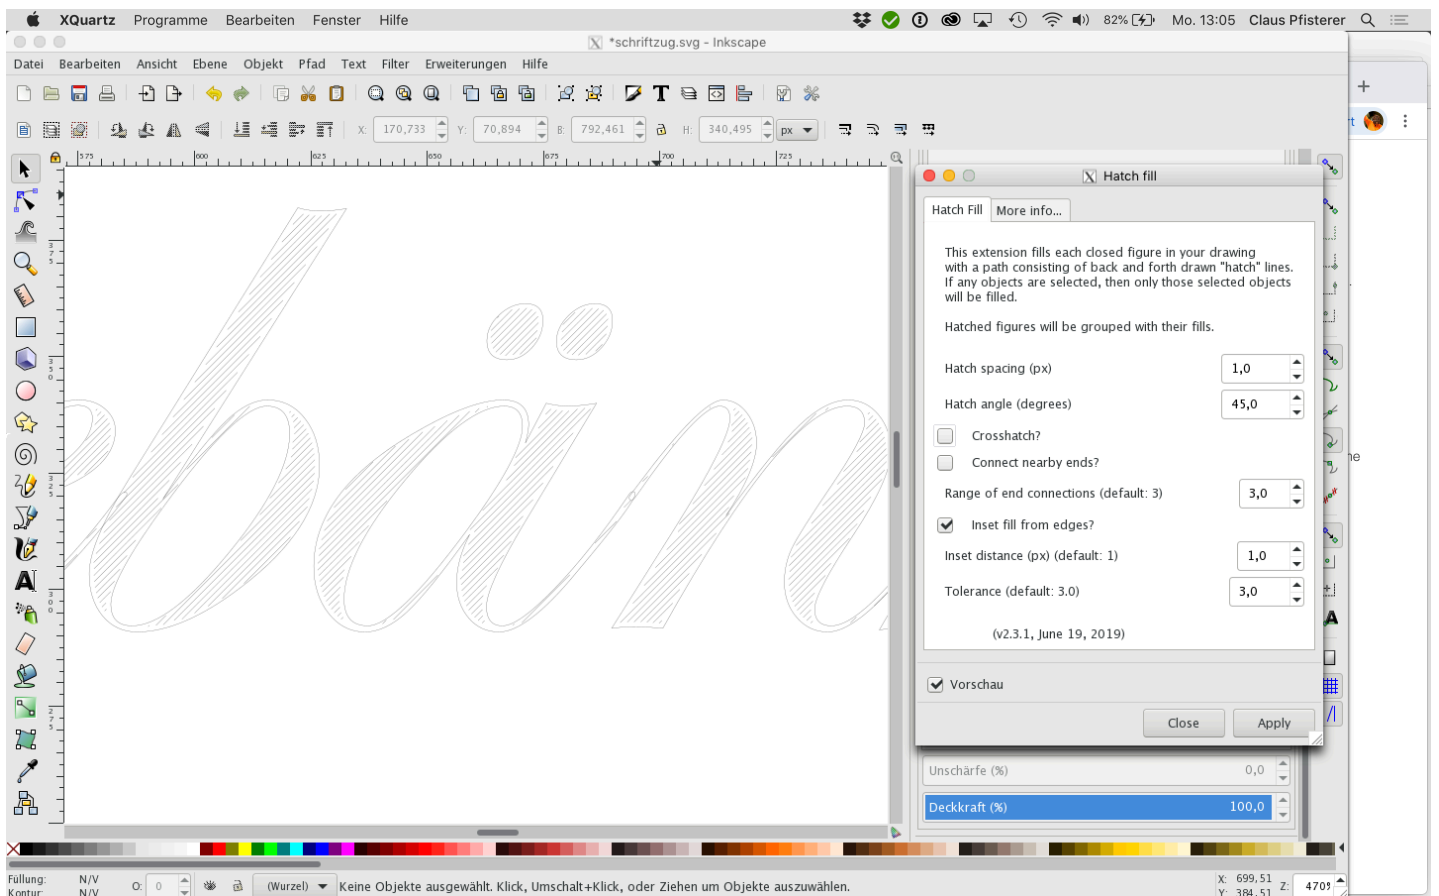 XQuartz Programme Bearbeiten Fenster Hilfe 82% Mo. 13:05 Claus Pfisterer
*schriftzug.svg - Inkscape
Datei Bearbeiten Ansicht Ebene Objekt Pfad Text Filter Erweiterungen Hilfe
X: 170,733 Y: 70,894 B: 792,461 H: 340,495 px
575 600 625 650 675 700 725
Hatch fill
Hatch Fill More info...
This extension fills each closed figure in your drawing
with a path consisting of back and forth drawn "hatch" lines.
If any objects are selected, then only those selected objects
will be filled.
Hatched figures will be grouped with their fills.
Hatch spacing (px) 1,0
Hatch angle (degrees) 45,0
Crosshatch?
Connect nearby ends?
Range of end connections (default: 3) 3,0
Inset fill from edges?
Inset distance (px) (default: 1) 1,0
Tolerance (default: 3.0) 3,0
(v2.3.1, June 19, 2019)
Vorschau
Close Apply
Unschärfe (%) 0,0
Deckkraft (%) 100,0
Füllung: N/V
Kontur: N/V
O: 0 (Wurzel) Keine Objekte ausgewählt. Klick, Umschalt+Klick, oder Ziehen um Objekte auszuwählen.
X: 699,51
Y: 384,51
Z: 470